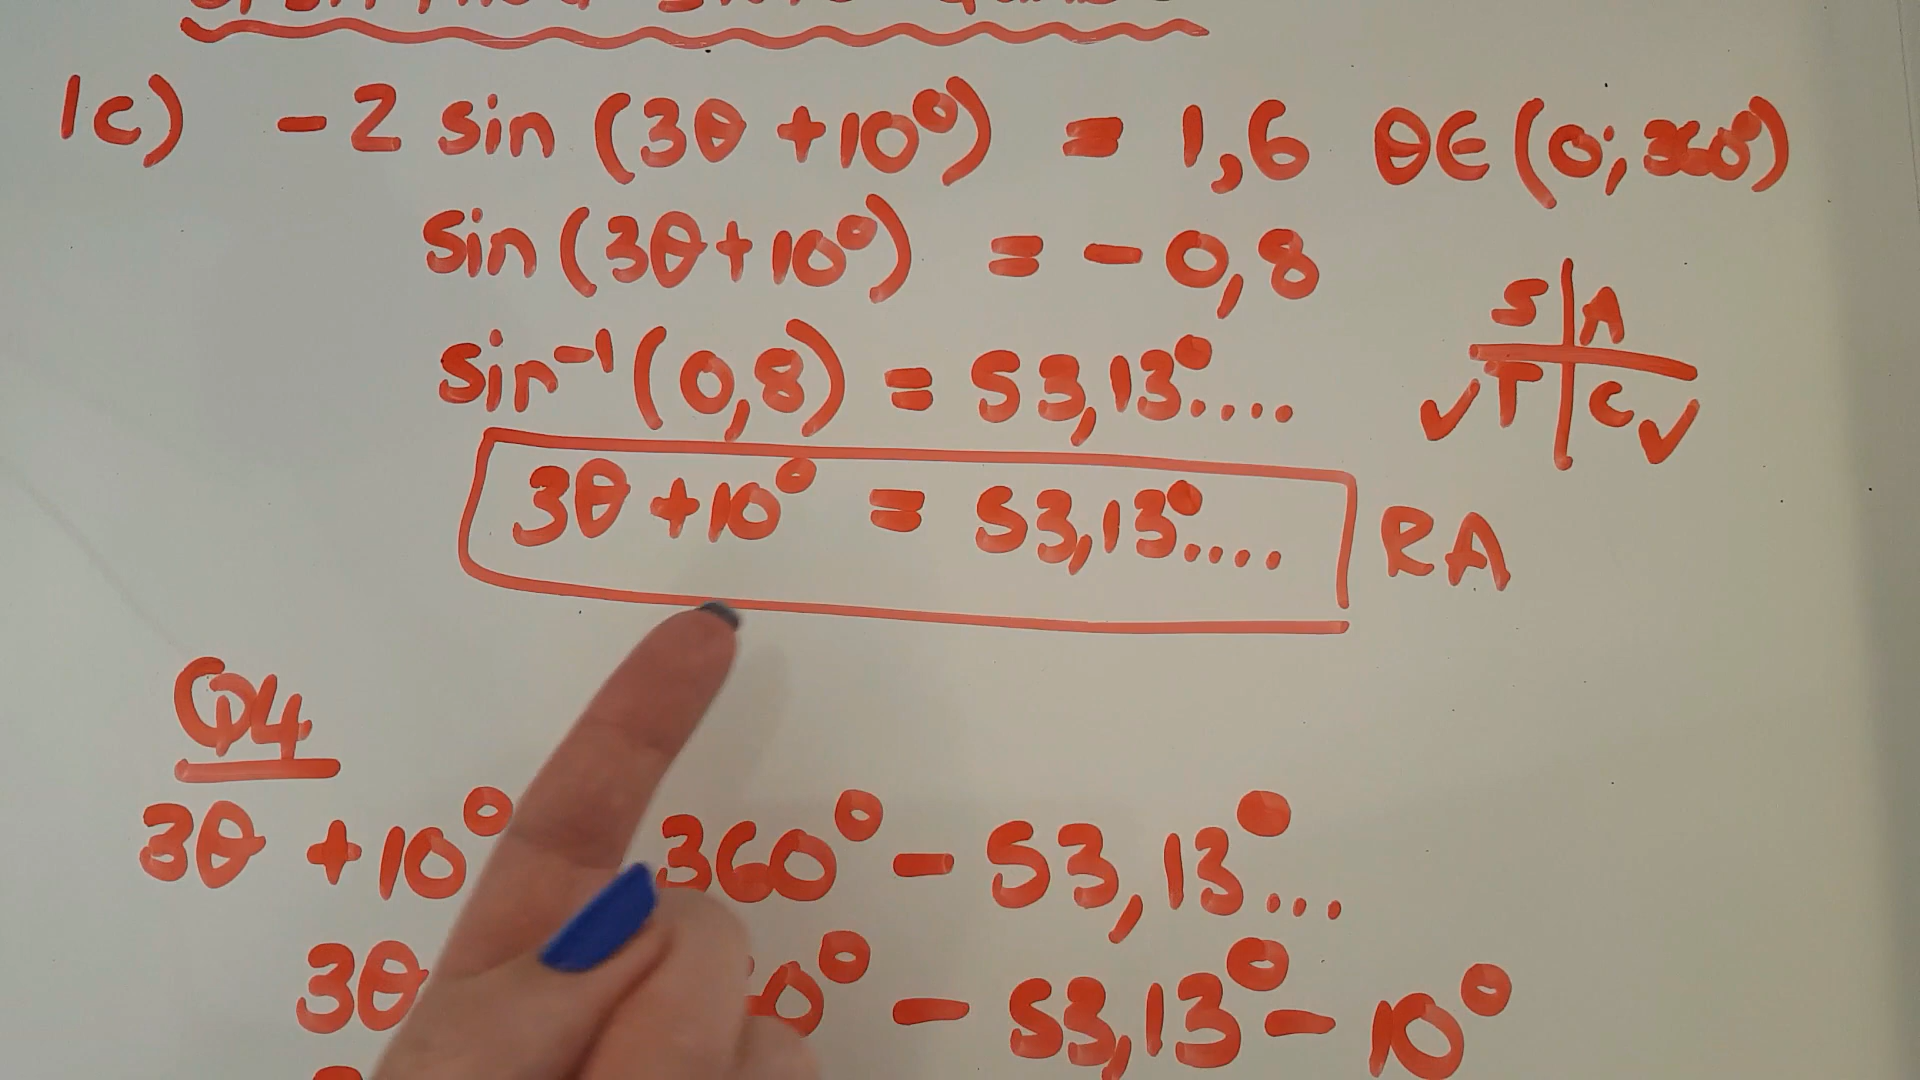 1c) -2 sin (3θ +10°) = 1,6 θ∈(0; 360°)
sin (3θ+10°) = -0,8
S A
T C
sin⁻¹(0,8) = 53,13°....
3θ +10° = 53,13°.... RA
Q4
3θ +10° 360° - 53,13°...
3θ 0° - 53,13° - 10°